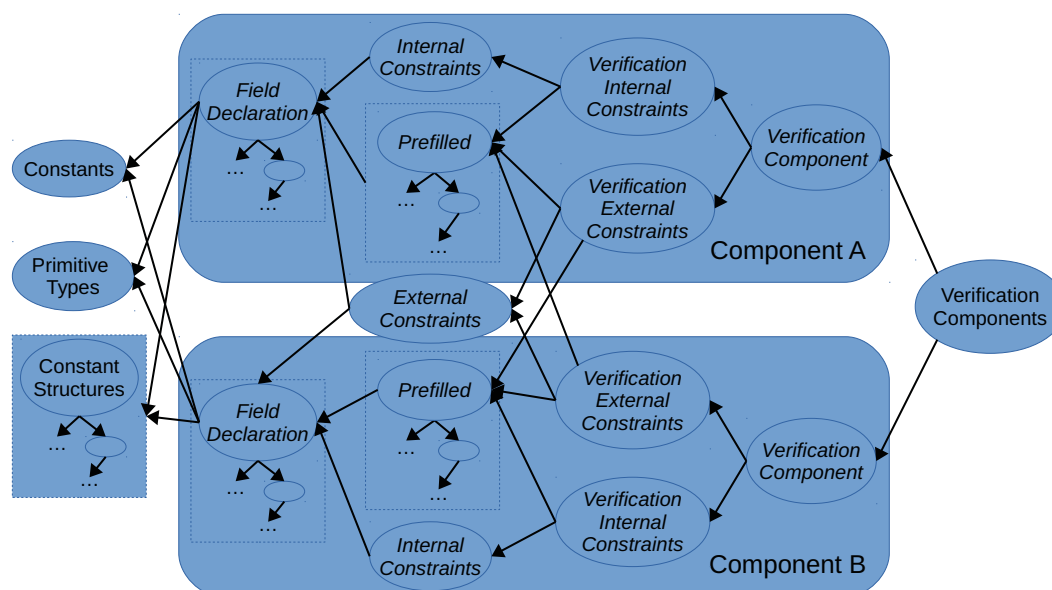 Internal
Constraints
Field
Declaration
…
…
Prefilled
…
…
Verification
Internal
Constraints
Verification
External
Constraints
Verification
Component
Component A
Constants
Primitive
Types
Constant
Structures
…
…
External
Constraints
Verification
Components
Field
Declaration
…
…
Prefilled
…
…
Internal
Constraints
Verification
External
Constraints
Verification
Internal
Constraints
Verification
Component
Component B